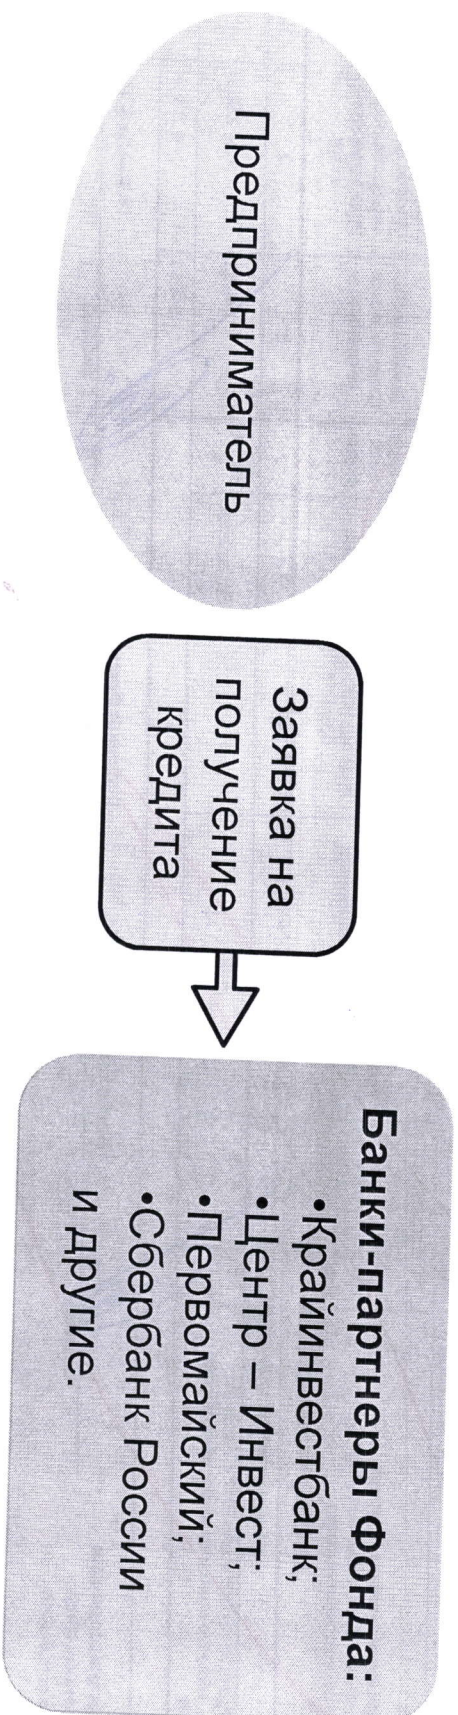 Предприниматель
Заявка на
получение
кредита
Банки-партнеры Фонда:
•Крайинвестбанк;
•Центр – Инвест;
•Первомайский;
•Сбербанк России
и другие.